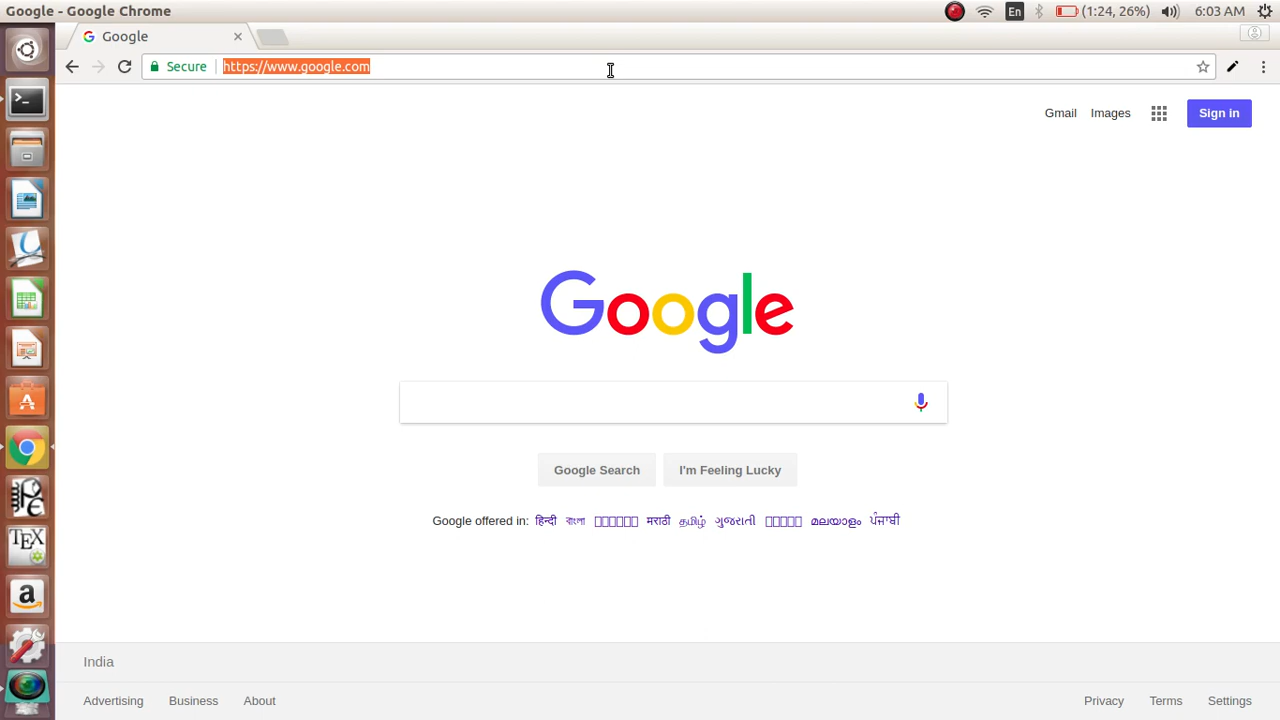 Google - Google Chrome
En
(1:24, 26%)
6:03 AM
Google
Secure
https://www.google.com
Gmail Images Sign in
Google
Google Search I'm Feeling Lucky
Google offered in: हिन्दी বাংলা मराठी தமிழ் ગુજરાતી മലയാളം ਪੰਜਾਬੀ
India
Advertising Business About
Privacy Terms Settings